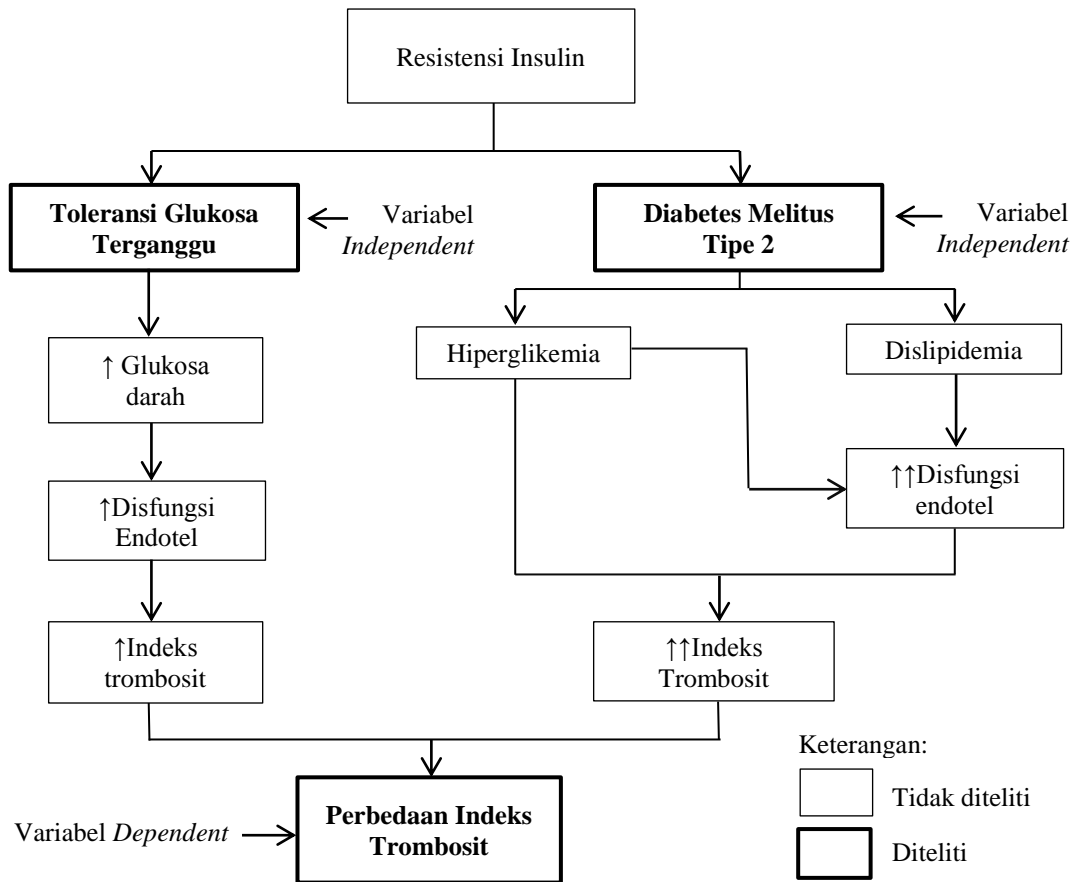 Resistensi Insulin
Toleransi Glukosa
Terganggu
Variabel
Independent
Diabetes Melitus
Tipe 2
Variabel
Independent
↑ Glukosa
darah
Hiperglikemia
Dislipidemia
↑Disfungsi
Endotel
↑↑Disfungsi
endotel
↑Indeks
trombosit
↑↑Indeks
Trombosit
Variabel Dependent
Perbedaan Indeks
Trombosit
Keterangan:
Tidak diteliti
Diteliti